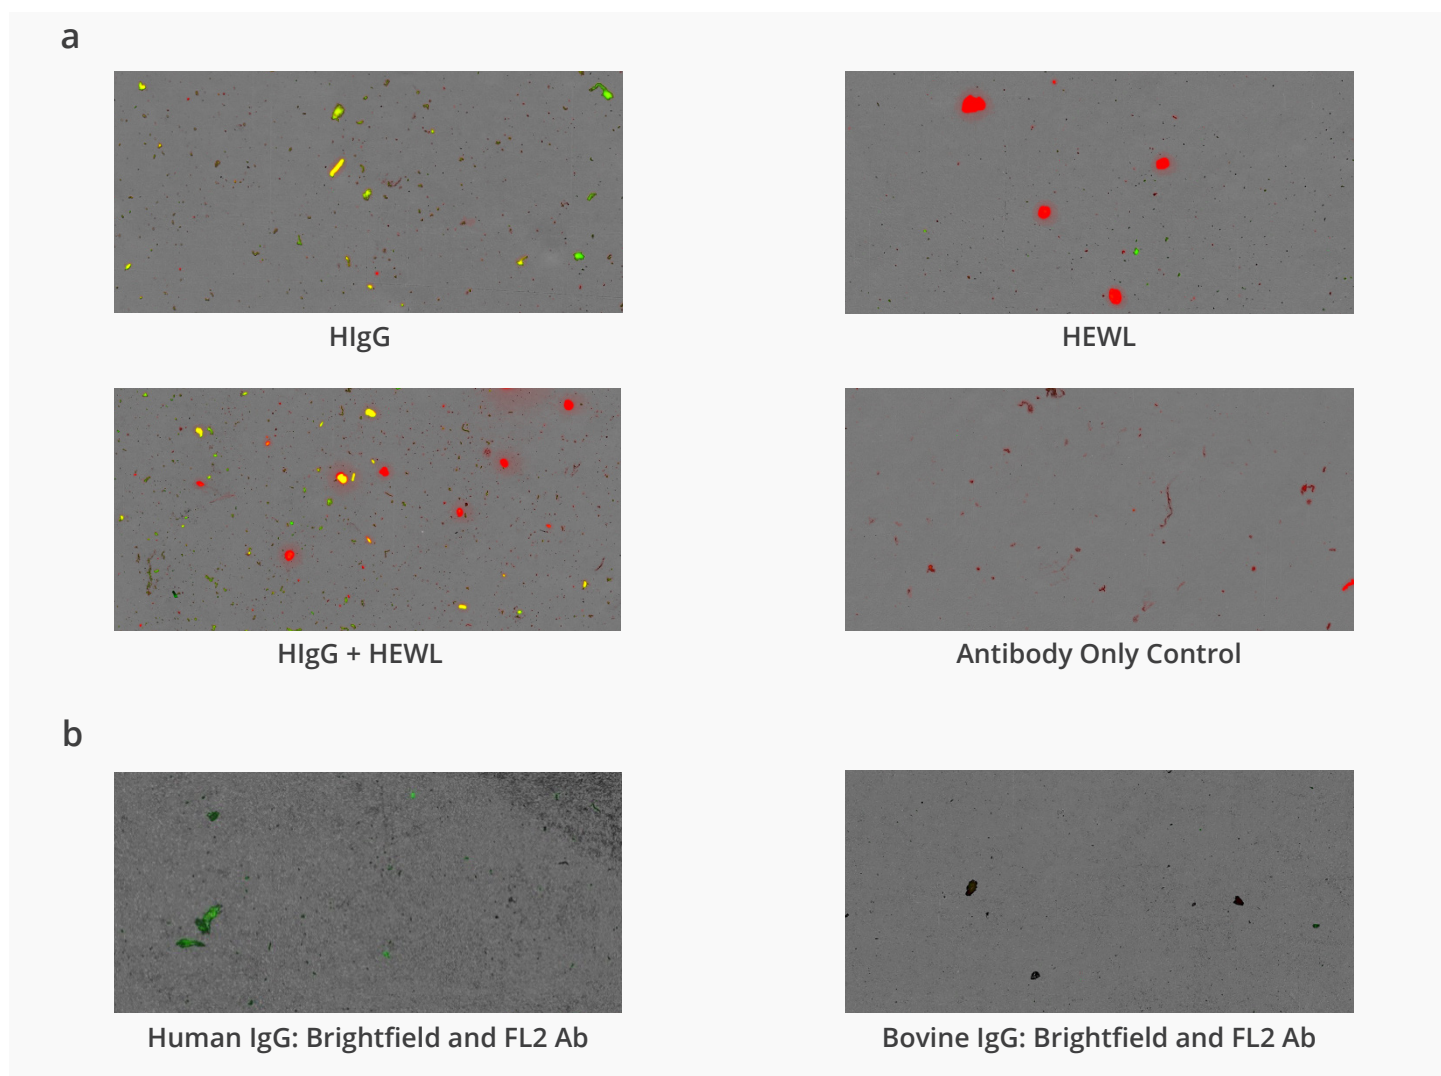 a
HIgG
HEWL
HIgG + HEWL
Antibody Only Control
b
Human IgG: Brightfield and FL2 Ab
Bovine IgG: Brightfield and FL2 Ab